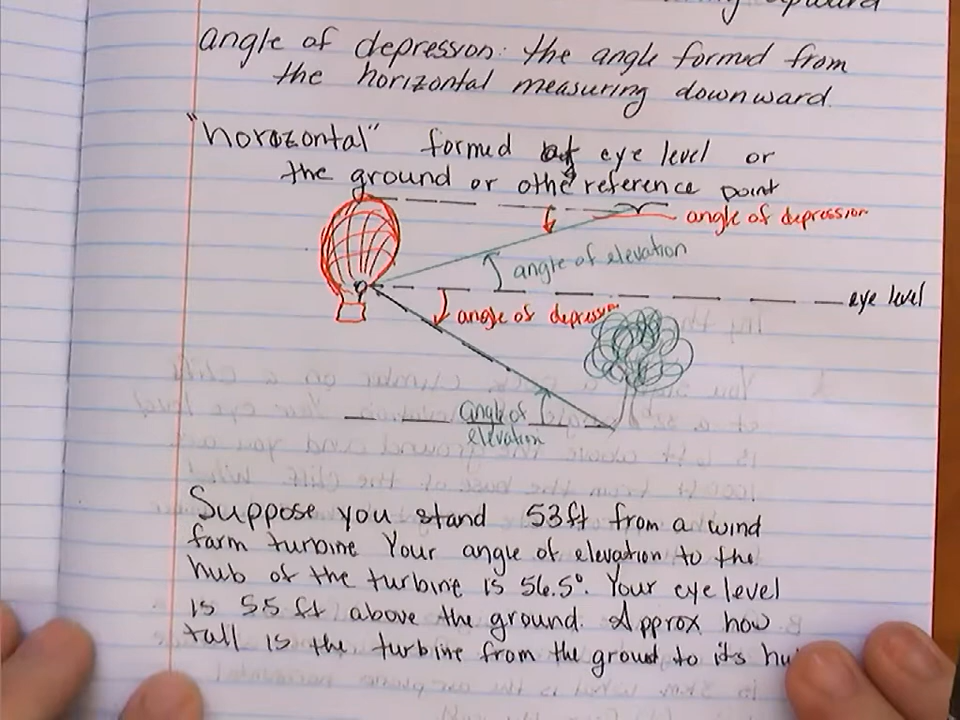 upward
angle of depression: the angle formed from
the horizontal measuring downward.
"horozontal" formed at eye level or
the ground or othe reference point
angle of depression
angle of elevation
eye level
angle of depression
angle of
elevation
Suppose you stand 53ft from a wind
farm turbine Your angle of elevation to the
hub of the turbine is 56.5°. Your eye level
is 5.5 ft above the ground. Approx how
tall is the turbine from the ground to its hu